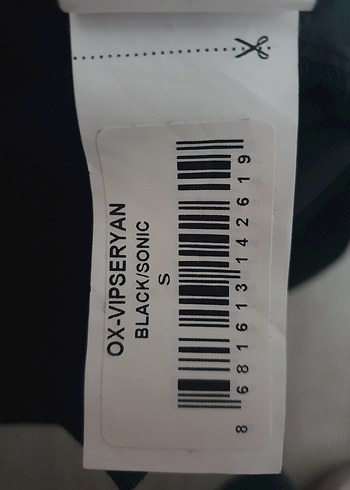 OX-VIPSERYAN
BLACK/SONIC
S
8 681613 142619